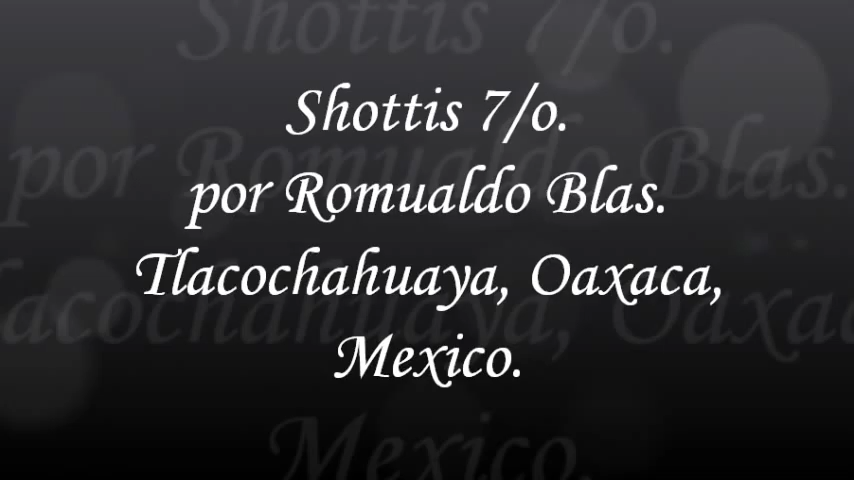 Shottis 7/o.
por Romualdo Blas.
Tlacochahuaya, Oaxaca,
Mexico.